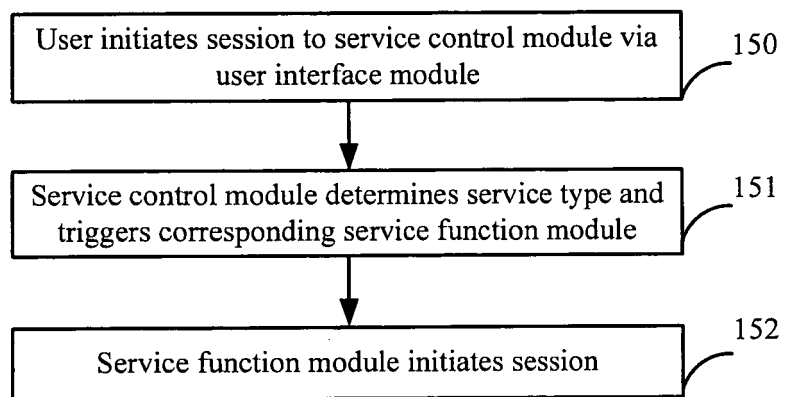 User initiates session to service control module via
user interface module
150
Service control module determines service type and
triggers corresponding service function module
151
Service function module initiates session
152